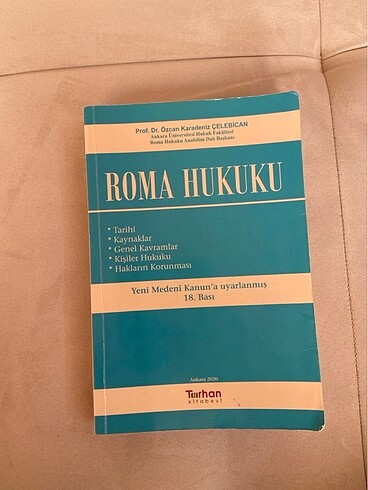 Prof. Dr. Özcan Karadeniz ÇELEBİCAN
Ankara Üniversitesi Hukuk Fakültesi
Roma Hukuku Anabilim Dalı Başkanı
ROMA HUKUKU
• Tarihi
• Kaynaklar
• Genel Kavramlar
• Kişiler Hukuku
• Hakların Korunması
Yeni Medeni Kanun'a uyarlanmış
18. Bası
Ankara 2020
Turhan
kitabevi